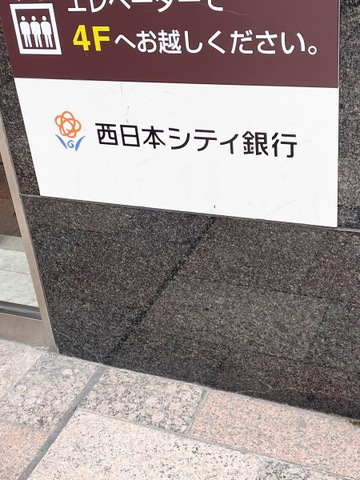 エレベーターで
4Fへお越しください。
西日本シティ銀行